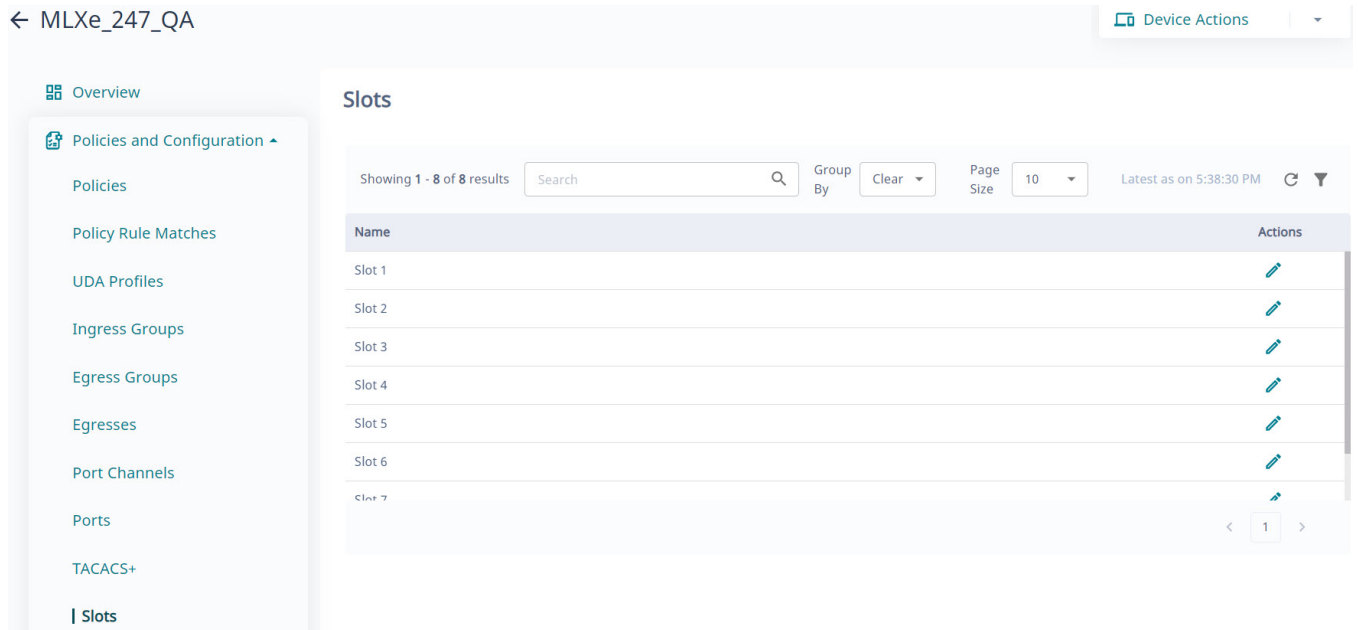 MLXe_247_QA
Device Actions
Overview
Policies and Configuration
Policies
Policy Rule Matches
UDA Profiles
Ingress Groups
Egress Groups
Egresses
Port Channels
Ports
TACACS+
Slots
Slots
Showing 1 - 8 of 8 results
Search
Group By
Clear
Page Size
10
Latest as on 5:38:30 PM
Name Actions
Slot 1
Slot 2
Slot 3
Slot 4
Slot 5
Slot 6
Slot 7
1